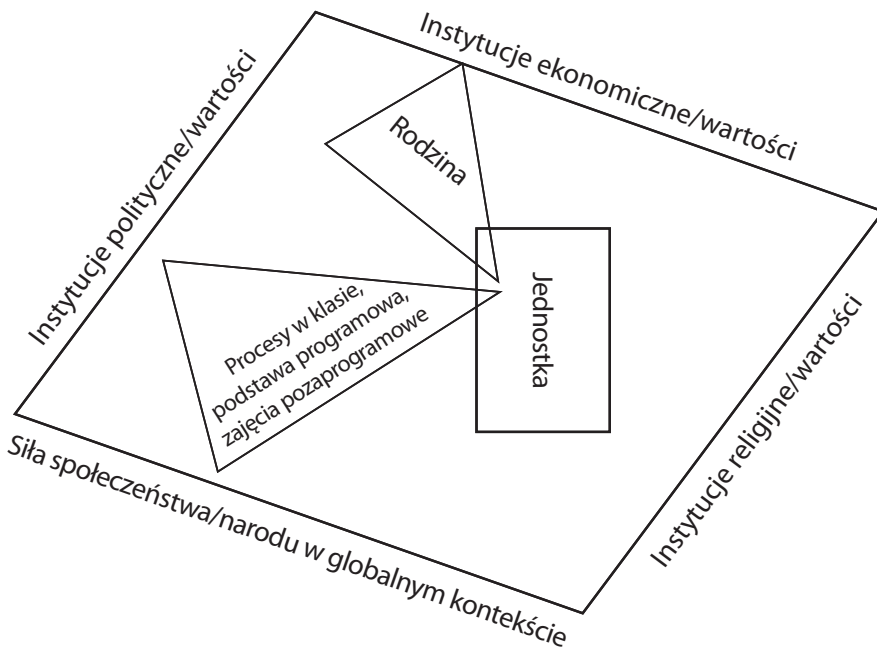 Instytucje ekonomiczne/wartości
Instytucje polityczne/wartości
Rodzina
Jednostka
Procesy w klasie,
podstawa programowa,
zajęcia pozaprogramowe
Instytucje religijne/wartości
Siła społeczeństwa/narodu w globalnym kontekście